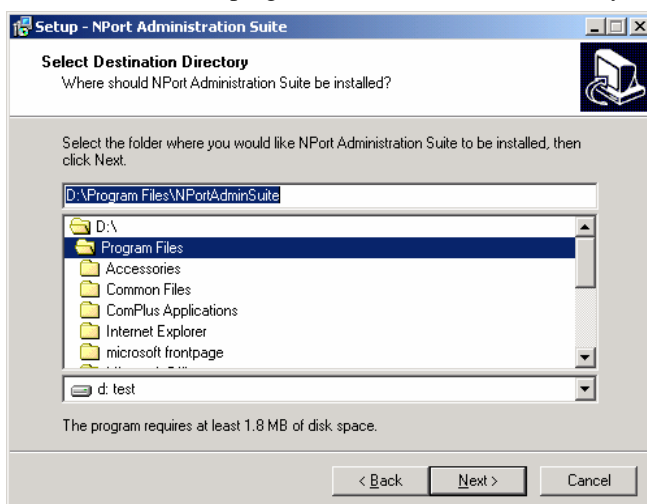 Setup - NPort Administration Suite
Select Destination Directory
Where should NPort Administration Suite be installed?
Select the folder where you would like NPort Administration Suite to be installed, then
click Next.
D:\Program Files\NPortAdminSuite
D:\
Program Files
Accessories
Common Files
ComPlus Applications
Internet Explorer
microsoft frontpage
d: test
The program requires at least 1.8 MB of disk space.
< Back
Next >
Cancel